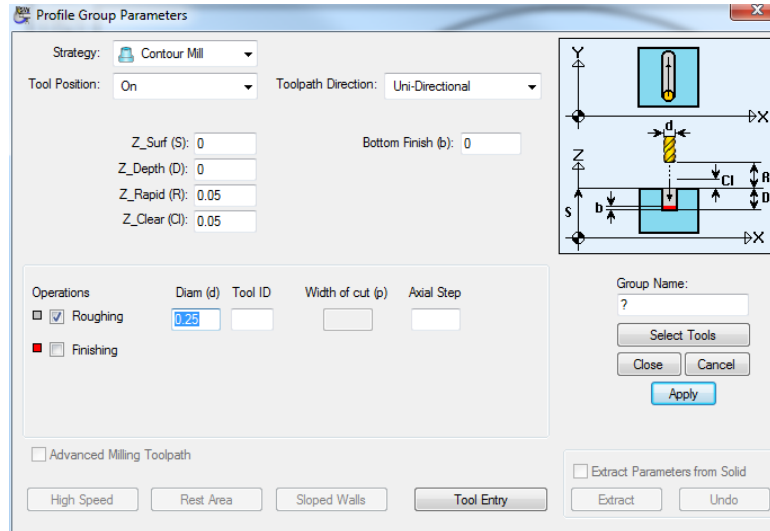 Profile Group Parameters
Strategy: Contour Mill
Tool Position: On Toolpath Direction: Uni-Directional
Z_Surf (S): 0 Bottom Finish (b): 0
Z_Depth (D): 0
Z_Rapid (R): 0.05
Z_Clear (Cl): 0.05
Y
X
d
Z
Cl R
D
b
S
X
Operations Diam (d) Tool ID Width of cut (p) Axial Step
Roughing 0.25
Finishing
Group Name:
?
Select Tools
Close Cancel
Apply
Advanced Milling Toolpath
High Speed Rest Area Sloped Walls Tool Entry
Extract Parameters from Solid
Extract Undo